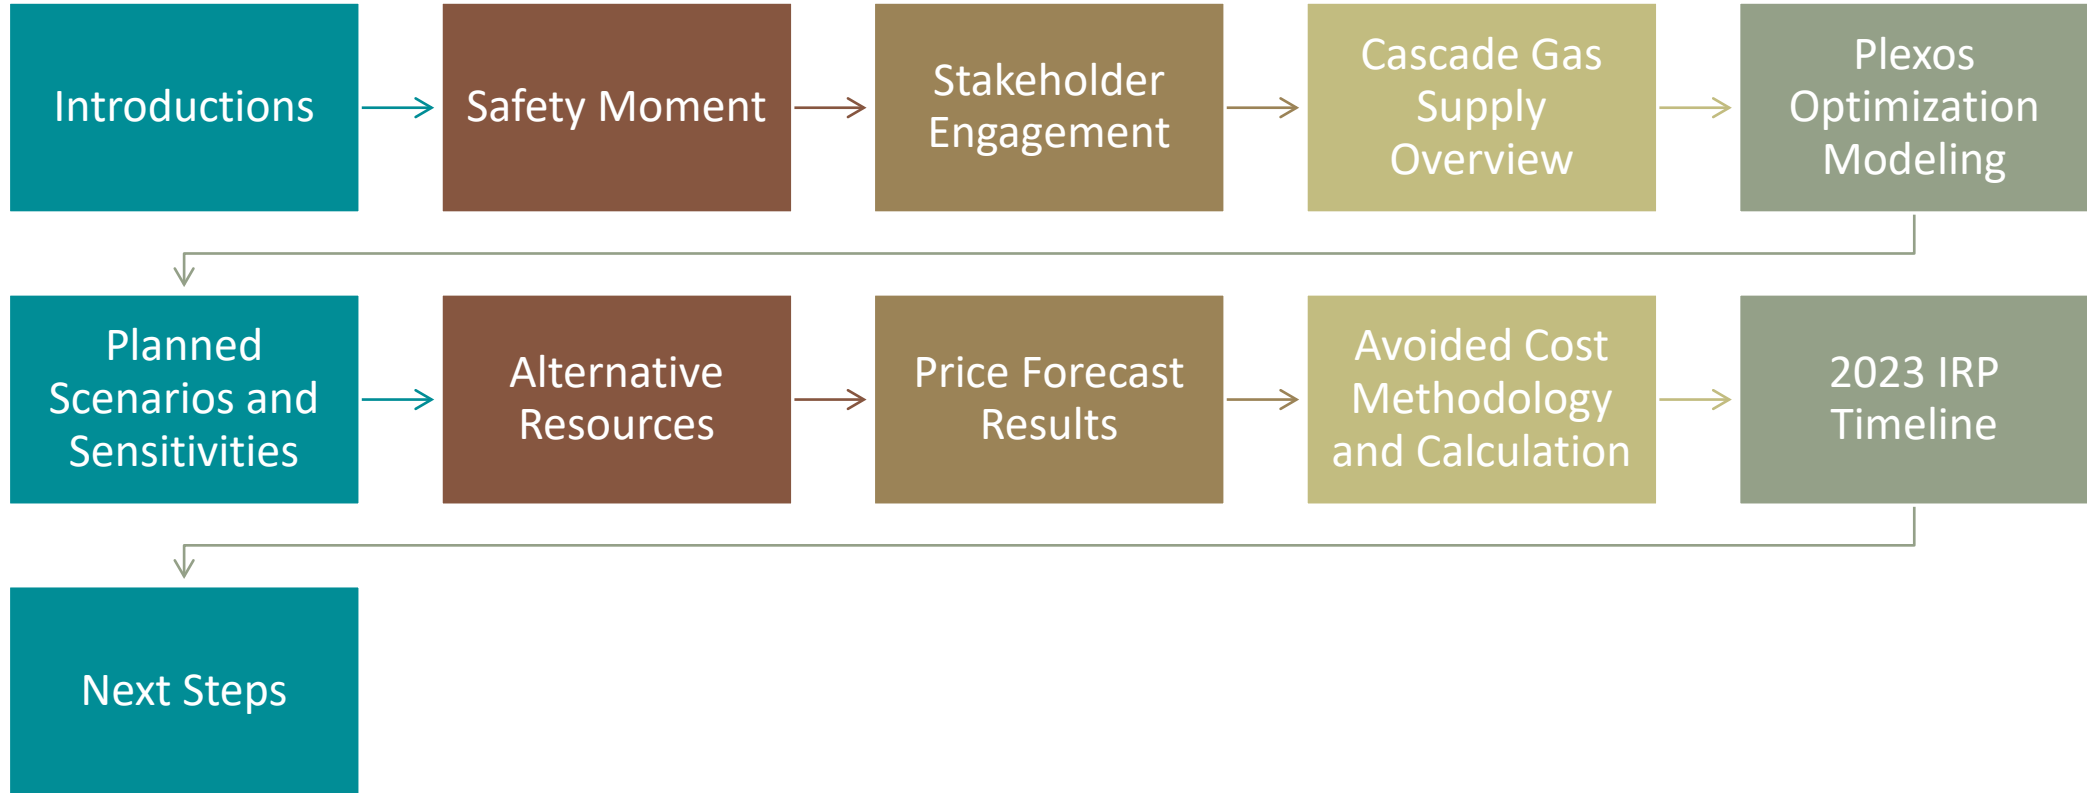 Introductions
Safety Moment
Stakeholder
Engagement
Cascade Gas
Supply
Overview
Plexos
Optimization
Modeling
Planned
Scenarios and
Sensitivities
Alternative
Resources
Price Forecast
Results
Avoided Cost
Methodology
and Calculation
2023 IRP
Timeline
Next Steps